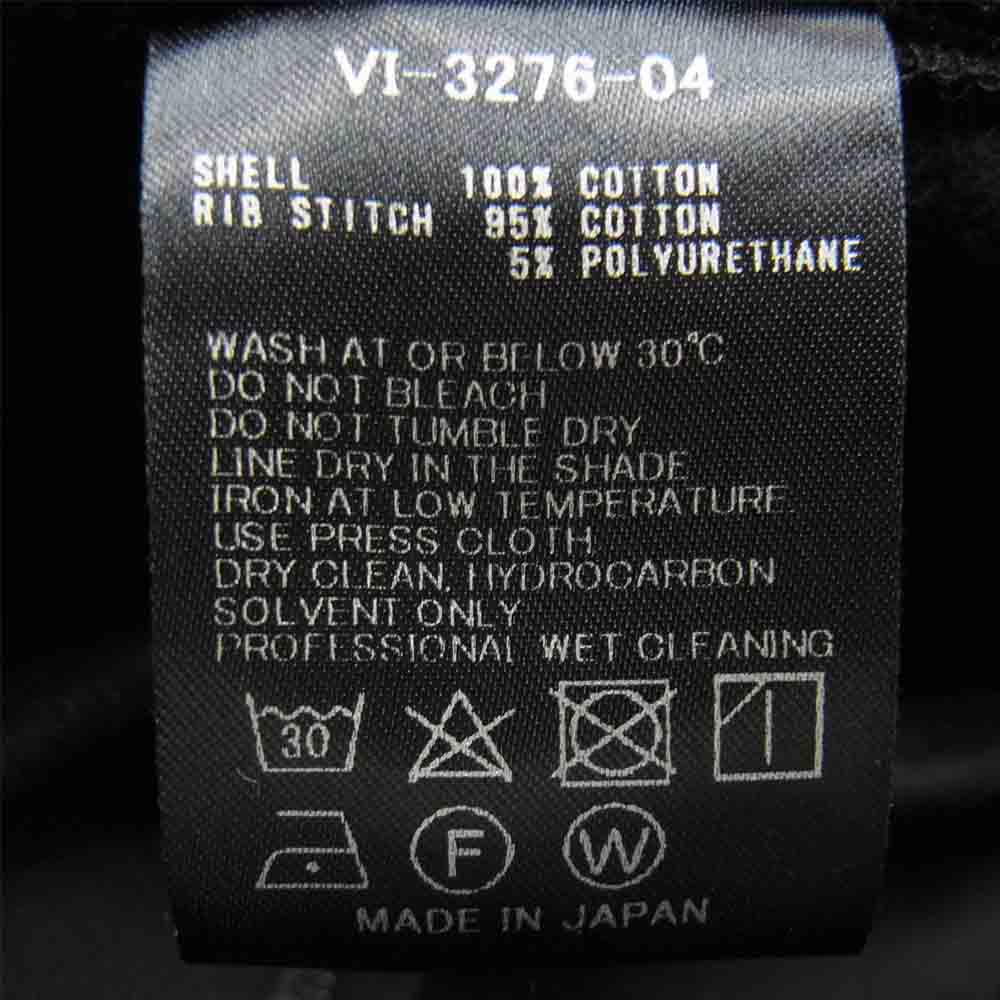 VI-3276-04
SHELL 100% COTTON
RIB STITCH 95% COTTON
5% POLYURETHANE
WASH AT OR BELOW 30°C
DO NOT BLEACH
DO NOT TUMBLE DRY
LINE DRY IN THE SHADE
IRON AT LOW TEMPERATURE
USE PRESS CLOTH
DRY CLEAN, HYDROCARBON
SOLVENT ONLY
PROFESSIONAL WET CLEANING
30
F W
MADE IN JAPAN